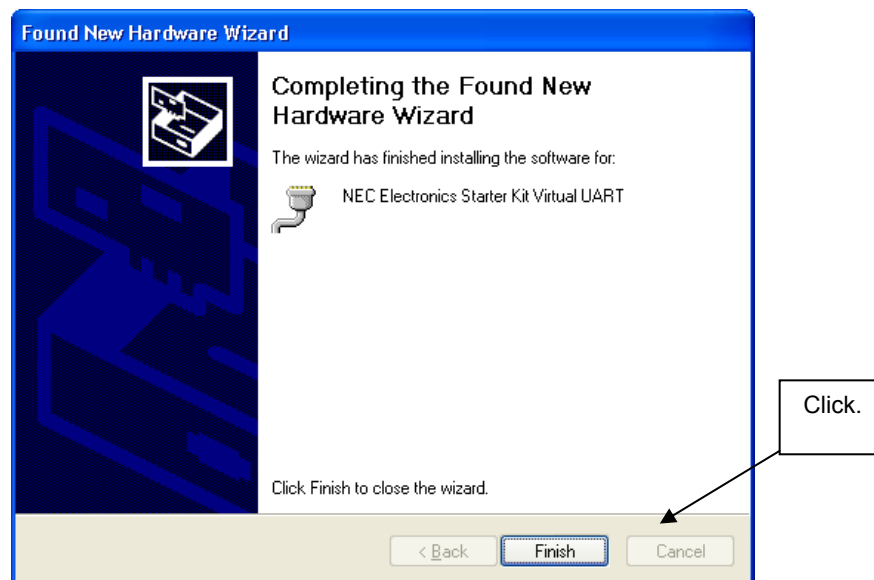 Found New Hardware Wizard
Completing the Found New
Hardware Wizard
The wizard has finished installing the software for:
NEC Electronics Starter Kit Virtual UART
Click.
Click Finish to close the wizard.
< Back Finish Cancel